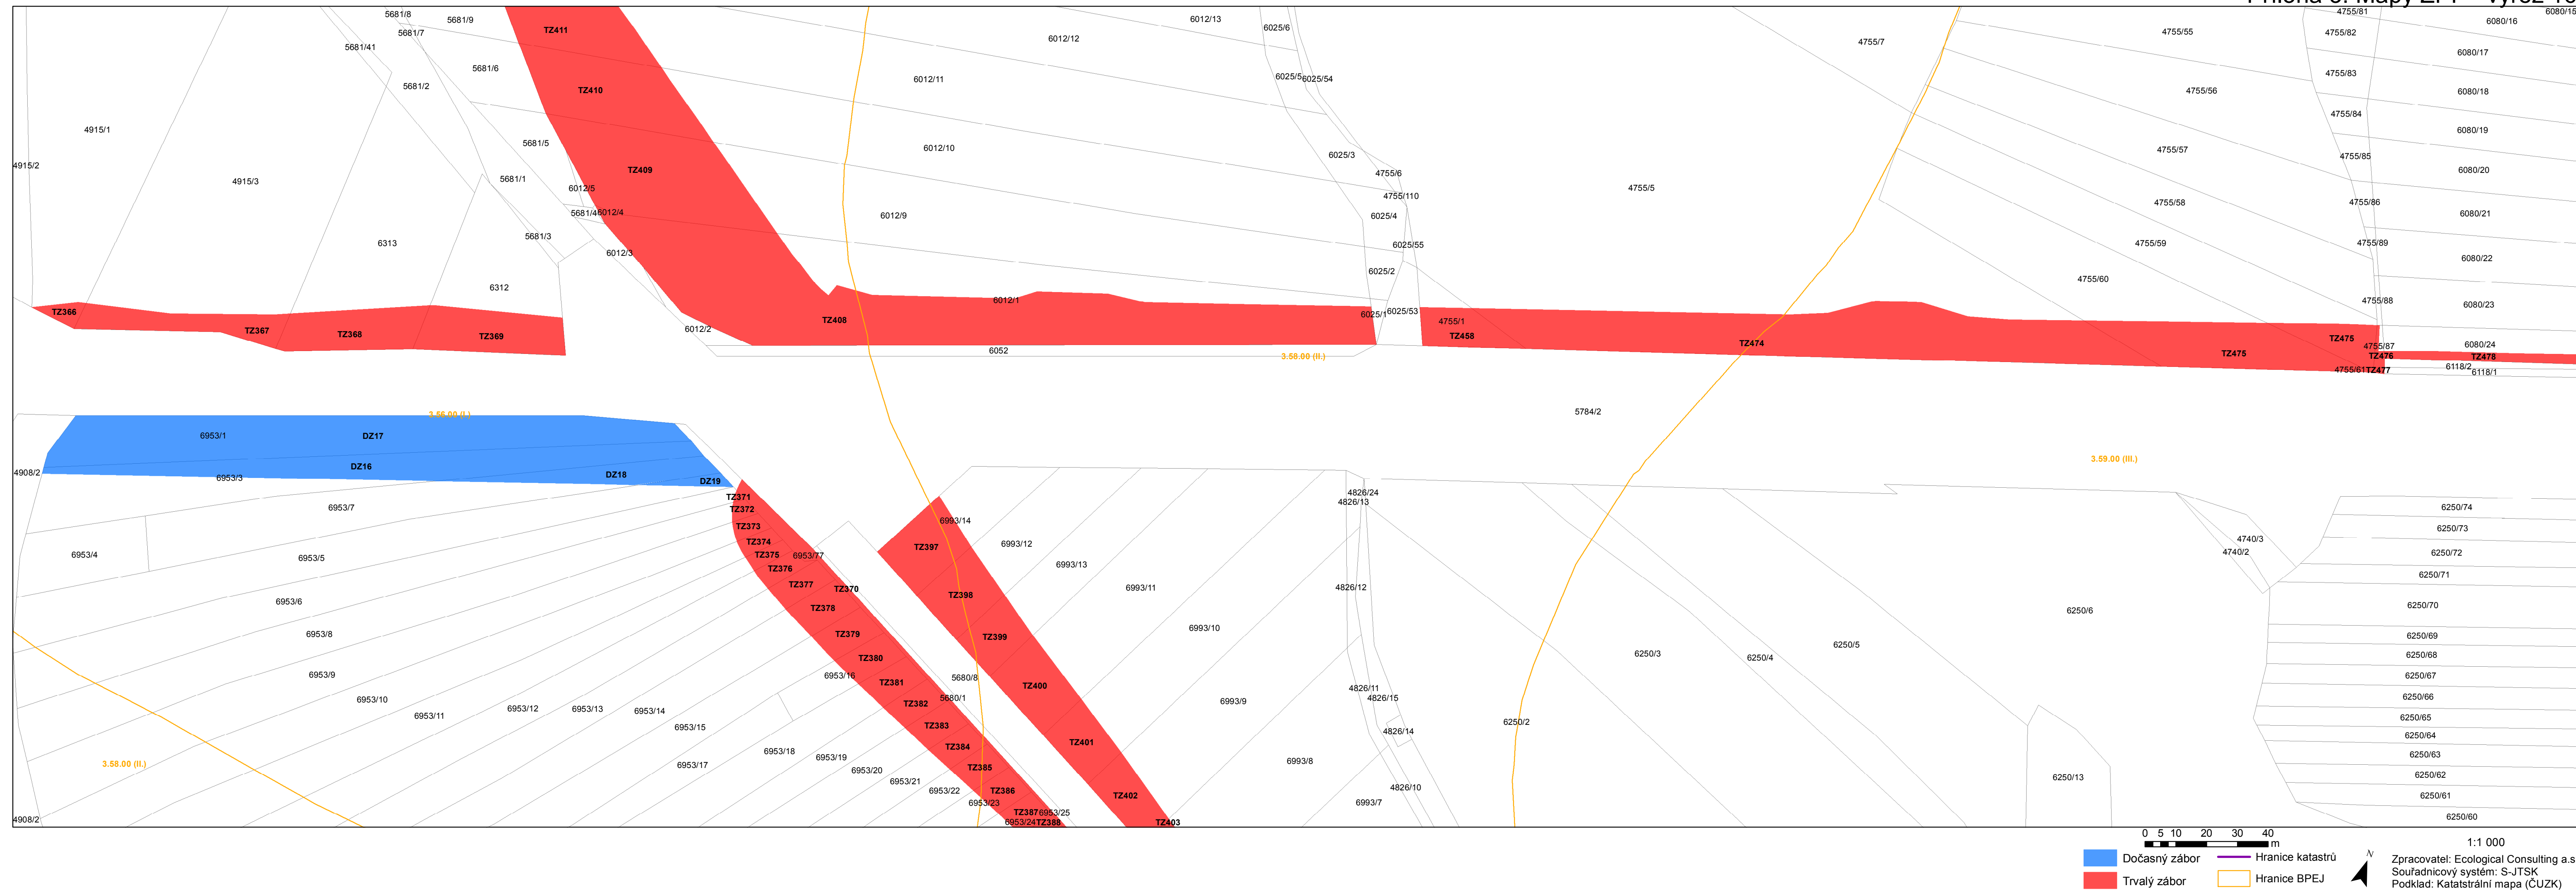 4755/81
6080/15
5681/8
5681/9
6012/13
6080/16
5681/7
TZ411
6025/6
4755/55
4755/82
5681/41
6012/12
4755/7
6080/17
5681/6
6012/11
6025/5
6025/54
4755/83
5681/2
TZ410
4755/56
6080/18
4755/84
4915/1
6080/19
5681/5
6012/10
4755/57
6025/3
4755/85
4915/2
TZ409
4755/6
6080/20
4915/3
5681/1
6012/5
4755/5
4755/110
4755/58
4755/86
5681/4
6012/4
6012/9
6025/4
6080/21
5681/3
6313
6025/55
4755/59
4755/89
6012/3
6080/22
6025/2
4755/60
6312
6012/1
4755/88
6080/23
TZ366
TZ408
6025/1
6025/53
4755/1
TZ367
TZ368
TZ369
6012/2
TZ458
TZ474
TZ475
4755/87
6080/24
6052
3.58.00 (II.)
TZ475
TZ476
TZ478
4755/61
TZ477
6118/2
6118/1
3.56.00 (I.)
5784/2
6953/1
DZ17
3.59.00 (III.)
4908/2
DZ16
6953/3
DZ18
DZ19
4826/24
TZ371
4826/13
6953/7
TZ372
6250/74
TZ373
6993/14
6250/73
TZ374
TZ397
6993/12
4740/3
6953/4
6953/5
TZ375
6953/77
4740/2
6250/72
TZ376
6993/13
6250/71
TZ377
TZ370
6993/11
4826/12
6953/6
TZ398
TZ378
6250/6
6250/70
6953/8
TZ379
TZ399
6993/10
6250/69
6250/5
6250/3
6250/68
TZ380
6250/4
6953/9
6953/16
5680/8
6250/67
TZ381
TZ400
4826/11
6953/10
5680/1
6993/9
4826/15
6250/66
TZ382
6953/11
6953/12
6953/13
6953/14
6250/65
6953/15
TZ383
6250/2
4826/14
6250/64
TZ384
TZ401
6953/18
6953/19
6250/63
3.58.00 (II.)
6953/17
TZ385
6993/8
6953/20
6250/62
6953/21
6250/13
6953/22
TZ386
4826/10
TZ402
6250/61
6953/23
6993/7
TZ387
6953/25
6250/60
4908/2
6953/24
TZ388
TZ403
0 5 10 20 30 40
m
1:1 000
Dočasný zábor
Hranice katastrů
N
Zpracovatel: Ecological Consulting a.s
Souřadnicový systém: S-JTSK
Trvalý zábor
Hranice BPEJ
Podklad: Katatstrální mapa (ČUZK)